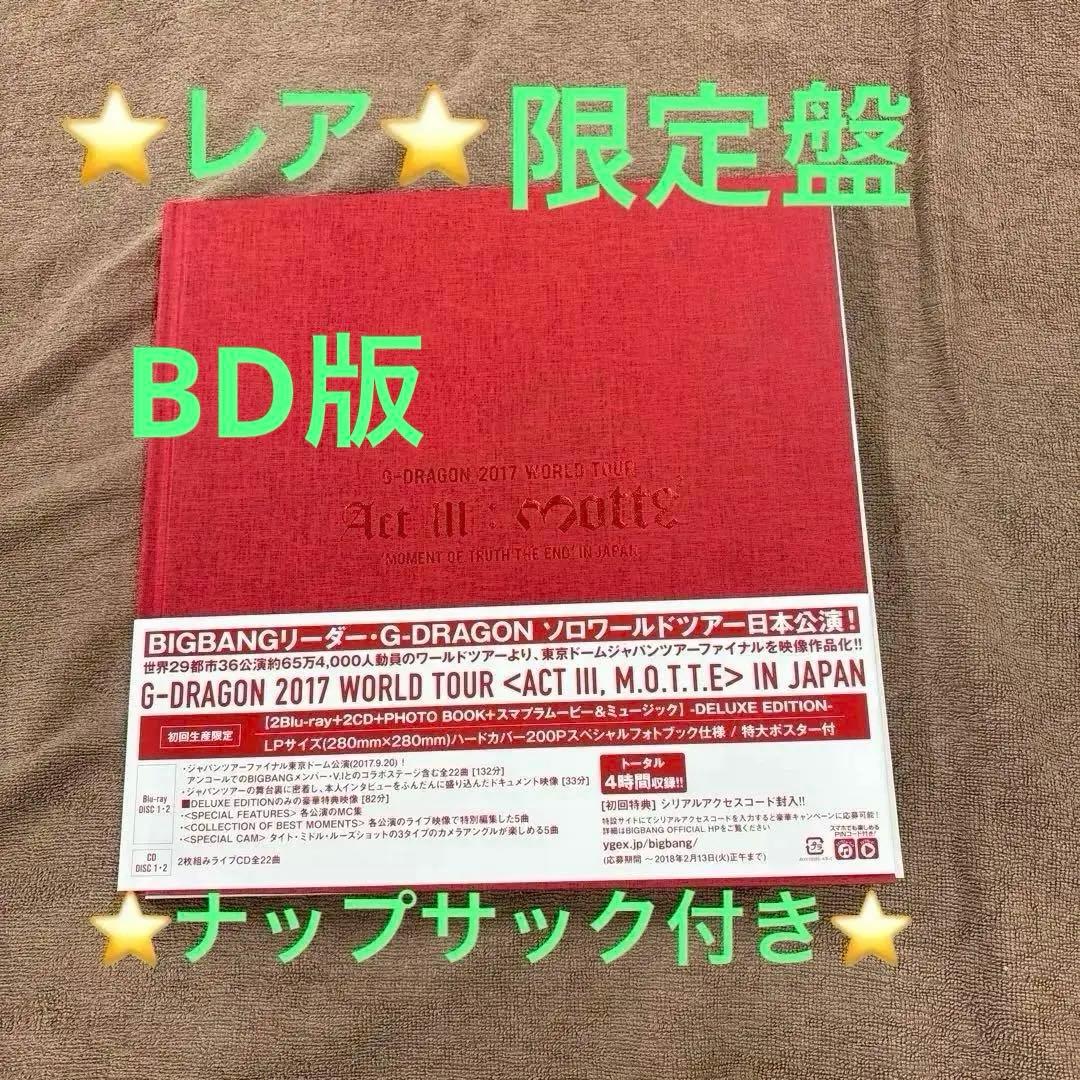 ⭐レア⭐限定盤
BD版
G-DRAGON 2017 WORLD TOUR
Act III : Motte
'MOMENT OF TRUTH THE END' IN JAPAN
BIGBANGリーダー・G-DRAGON ソロワールドツアー日本公演！
世界29都市36公演約65万4,000人動員のワールドツアーより、東京ドームジャパンツアーファイナルを映像作品化!!
G-DRAGON 2017 WORLD TOUR <ACT III, M.O.T.T.E> IN JAPAN
初回生産限定
【2Blu-ray+2CD+PHOTO BOOK+スマプラムービー&ミュージック】-DELUXE EDITION-
LPサイズ(280mm×280mm)ハードカバー200Pスペシャルフォトブック仕様 / 特大ポスター付
Blu-ray
DISC 1・2
・ジャパンツアーファイナル東京ドーム公演(2017.9.20)！
アンコールでのBIGBANGメンバー・V.Iとのコラボステージ含む全22曲 [132分]
・ジャパンツアーの舞台裏に密着し、本人インタビューをふんだんに盛り込んだドキュメント映像 [33分]
■DELUXE EDITIONのみの豪華特典映像 [82分]
・<SPECIAL FEATURES> 各公演のMC集
・<COLLECTION OF BEST MOMENTS> 各公演のライブ映像で特別編集した5曲
・<SPECIAL CAM> タイト・ミドル・ルーズショットの3タイプのカメラアングルが楽しめる5曲
CD
DISC 1・2
2枚組みライブCD全22曲
トータル
4時間収録!!
[初回特典] シリアルアクセスコード封入!!
特設サイトにてシリアルアクセスコードを入力すると豪華キャンペーンに応募可能！
詳細はBIGBANG OFFICIAL HPをご覧ください
ygex.jp/bigbang/
(応募期間 ～2018年2月13日(火)正午まで)
スマホでも楽しめる
PINコード付き！
⭐ナップサック付き⭐